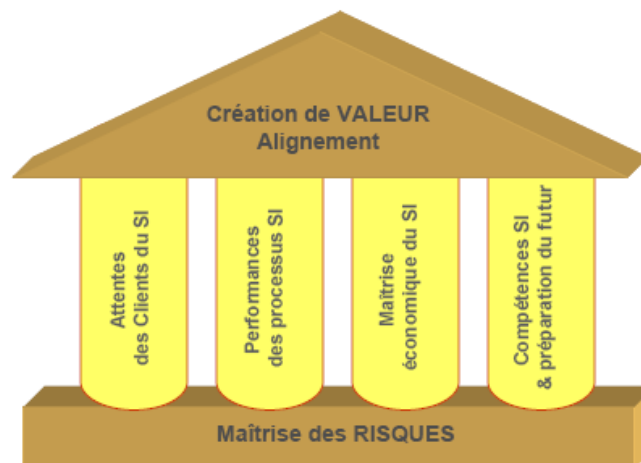 Création de VALEUR
Alignement
Attentes
des Clients du SI
Performances
des processus SI
Maîtrise
économique du SI
Compétences SI
& préparation du futur
Maîtrise des RISQUES